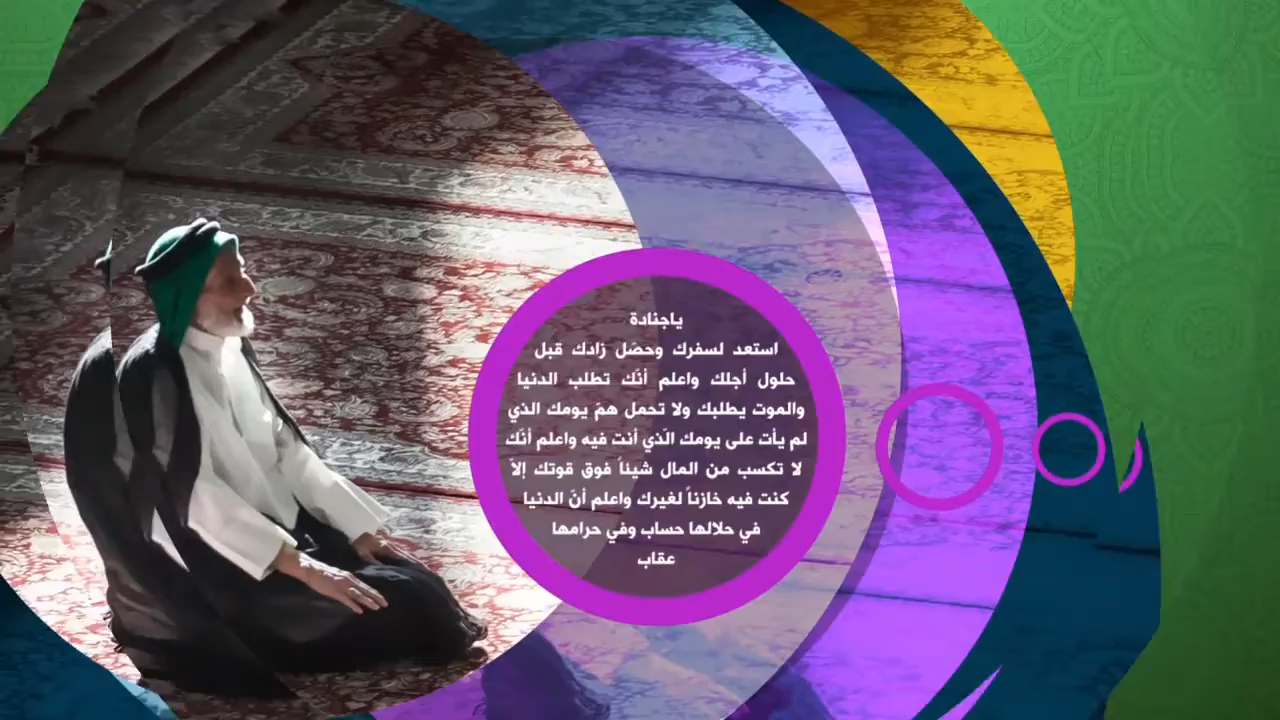 ياجنادة
استعد لسفرك وحصّل زادك قبل
حلول أجلك واعلم أنّك تطلب الدنيا
والموت يطلبك ولا تحمل همّ يومك الذي
لم يأت على يومك الّذي أنت فيه واعلم أنّك
لا تكسب من المال شيئاً فوق قوتك إلاّ
كنت فيه خازناً لغيرك واعلم أنّ الدنيا
في حلالها حساب وفي حرامها
عقاب